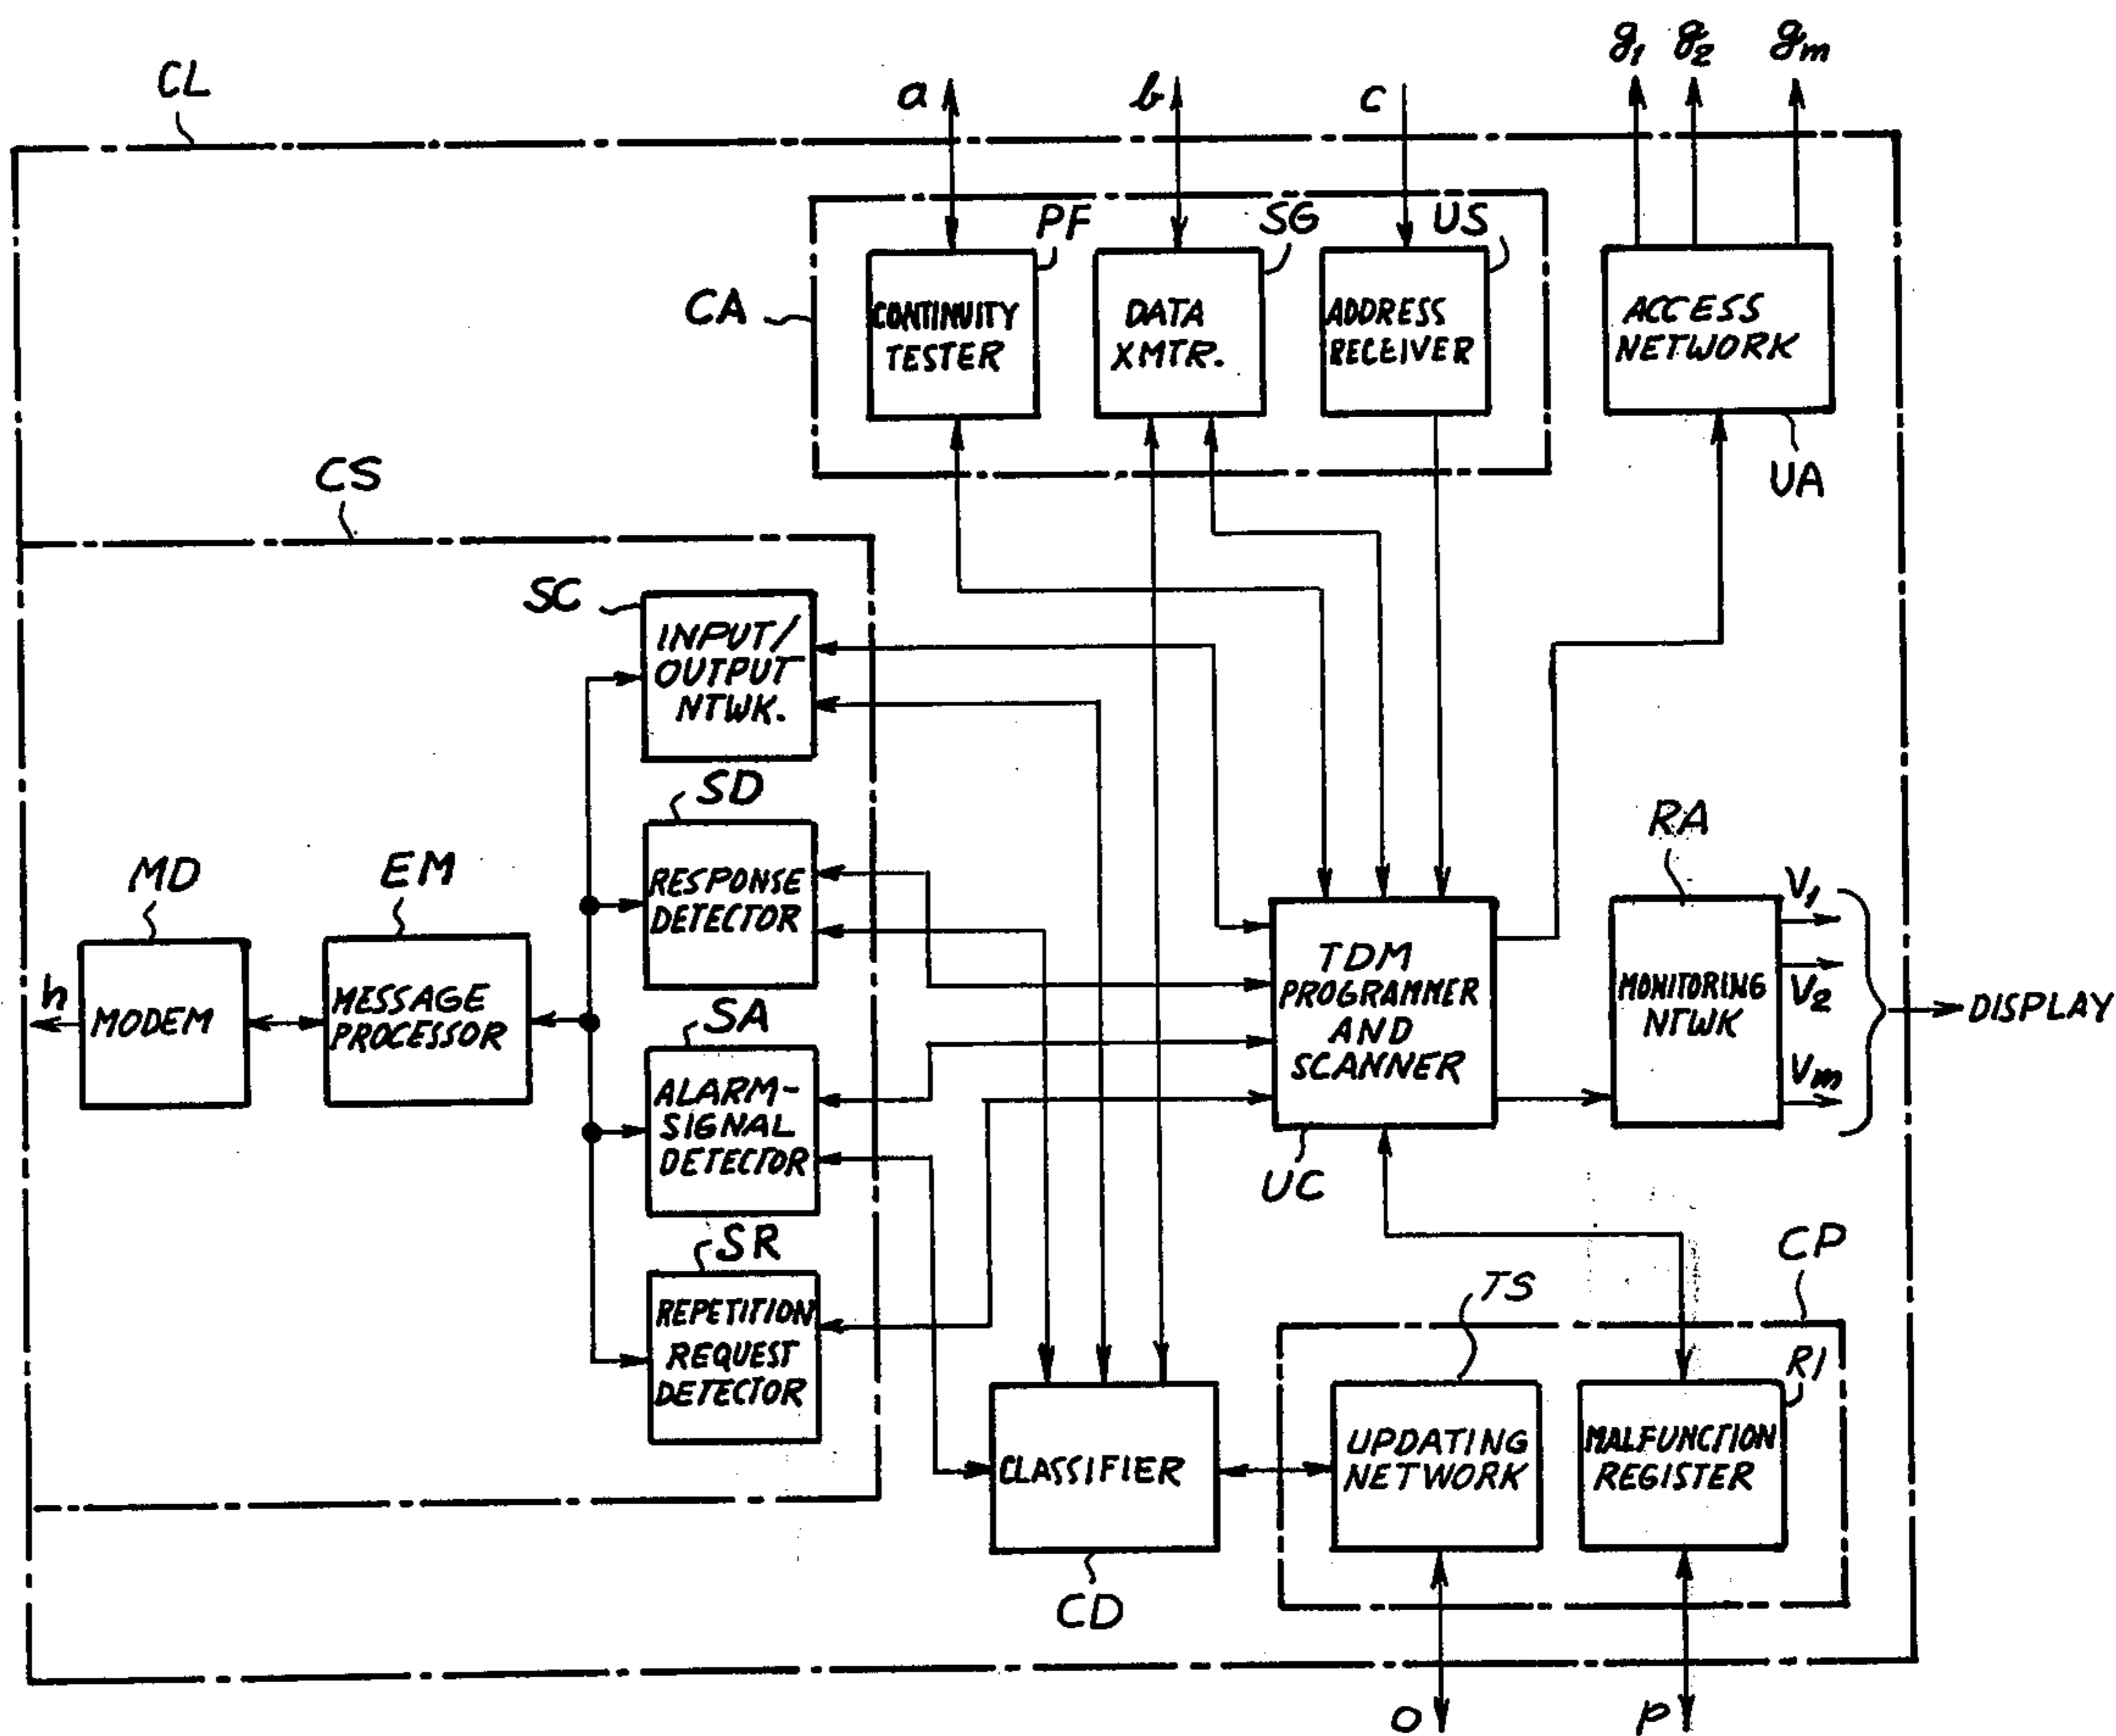 g₁ g₂ gₘ
CL
a
b
c
PF
SG
US
CA
CONTINUITY
TESTER
DATA
XMTR.
ADDRESS
RECEIVER
ACCESS
NETWORK
UA
CS
SC
INPUT/
OUTPUT
NTWK.
SD
RESPONSE
DETECTOR
MD
EM
h
MODEM
MESSAGE
PROCESSOR
SA
ALARM-
SIGNAL
DETECTOR
SR
REPETITION
REQUEST
DETECTOR
TDM
PROGRAMMER
AND
SCANNER
UC
RA
MONITORING
NTWK
V₁
V₂
Vₘ
DISPLAY
CP
TS
RI
CLASSIFIER
CD
UPDATING
NETWORK
MALFUNCTION
REGISTER
o
p